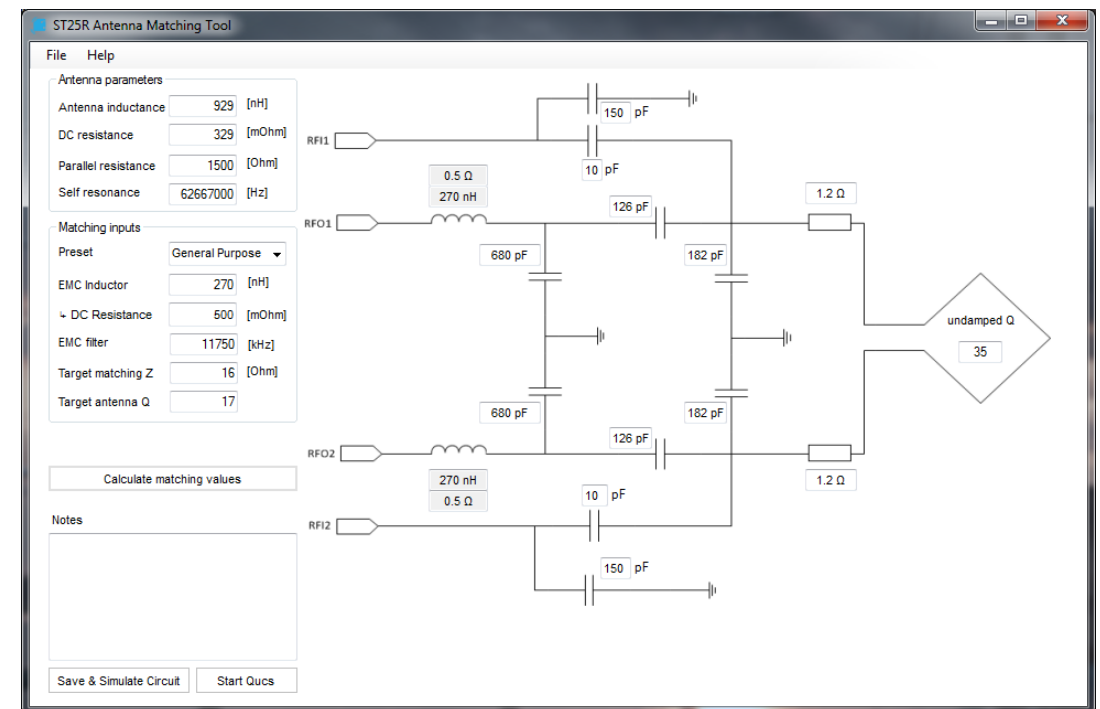 ST25R Antenna Matching Tool
File Help
Antenna parameters
Antenna inductance 929 [nH]
DC resistance 329 [mOhm]
Parallel resistance 1500 [Ohm]
Self resonance 62667000 [Hz]
Matching inputs
Preset General Purpose
EMC Inductor 270 [nH]
↳ DC Resistance 500 [mOhm]
EMC filter 11750 [kHz]
Target matching Z 16 [Ohm]
Target antenna Q 17
Calculate matching values
Notes
Save & Simulate Circuit Start Qucs
150 pF
RFI1
10 pF
0.5 Ω
270 nH
1.2 Ω
126 pF
RFO1
680 pF
182 pF
undamped Q
35
680 pF
182 pF
126 pF
RFO2
270 nH
0.5 Ω
1.2 Ω
10 pF
RFI2
150 pF